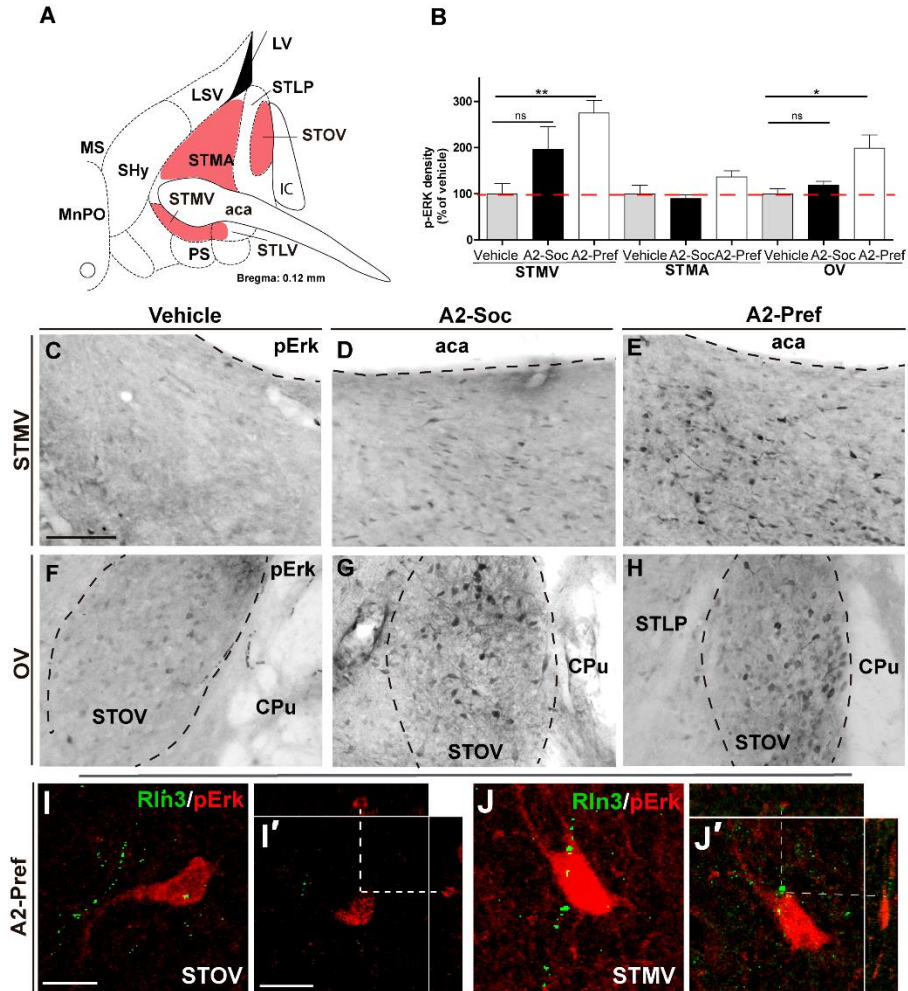 A
LV
STLP
LSV
STOV
MS
STMA
SHy
IC
STMV
MnPO
aca
STLV
PS
Bregma: 0.12 mm
B
p-ERK density
(% of vehicle)
300
200
100
0
**
ns
*
ns
Vehicle A2-Soc A2-Pref Vehicle A2-Soc A2-Pref Vehicle A2-Soc A2-Pref
STMV STMA OV
Vehicle A2-Soc A2-Pref
STMV
C pErk
D aca
E aca
OV
F pErk
STOV CPu
G
CPu
STOV
H
STLP CPu
STOV
A2-Pref
I Rln3/pErk
STOV
I′
J Rln3/pErk
STMV
J′